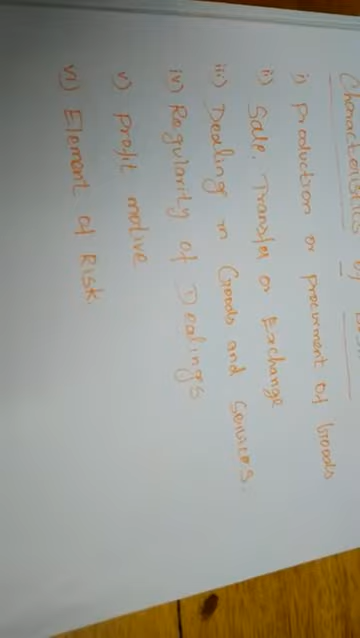 Characteristics of
i) Production or procurment of Goods
ii) Sale, Transfer or Exchange
iii) Dealing in Goods and Services.
iv) Regularity of Dealings
v) Profit motive
vi) Element of Risk.